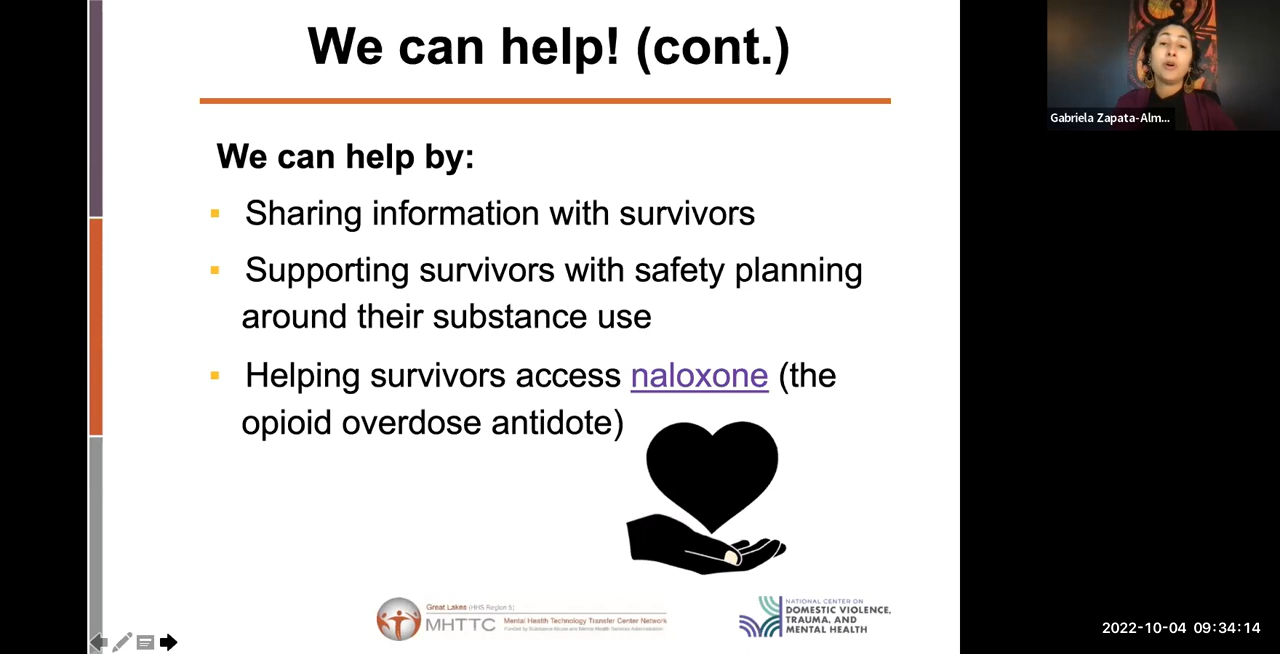 We can help! (cont.)
Gabriela Zapata-Alm...
We can help by:
▪ Sharing information with survivors
▪ Supporting survivors with safety planning
around their substance use
▪ Helping survivors access naloxone (the
opioid overdose antidote)
Great Lakes (HHS Region 5)
MHTTC Mental Health Technology Transfer Center Network
Funded by Substance Abuse and Mental Health Services Administration
NATIONAL CENTER ON
DOMESTIC VIOLENCE,
TRAUMA, AND
MENTAL HEALTH
2022-10-04 09:34:14